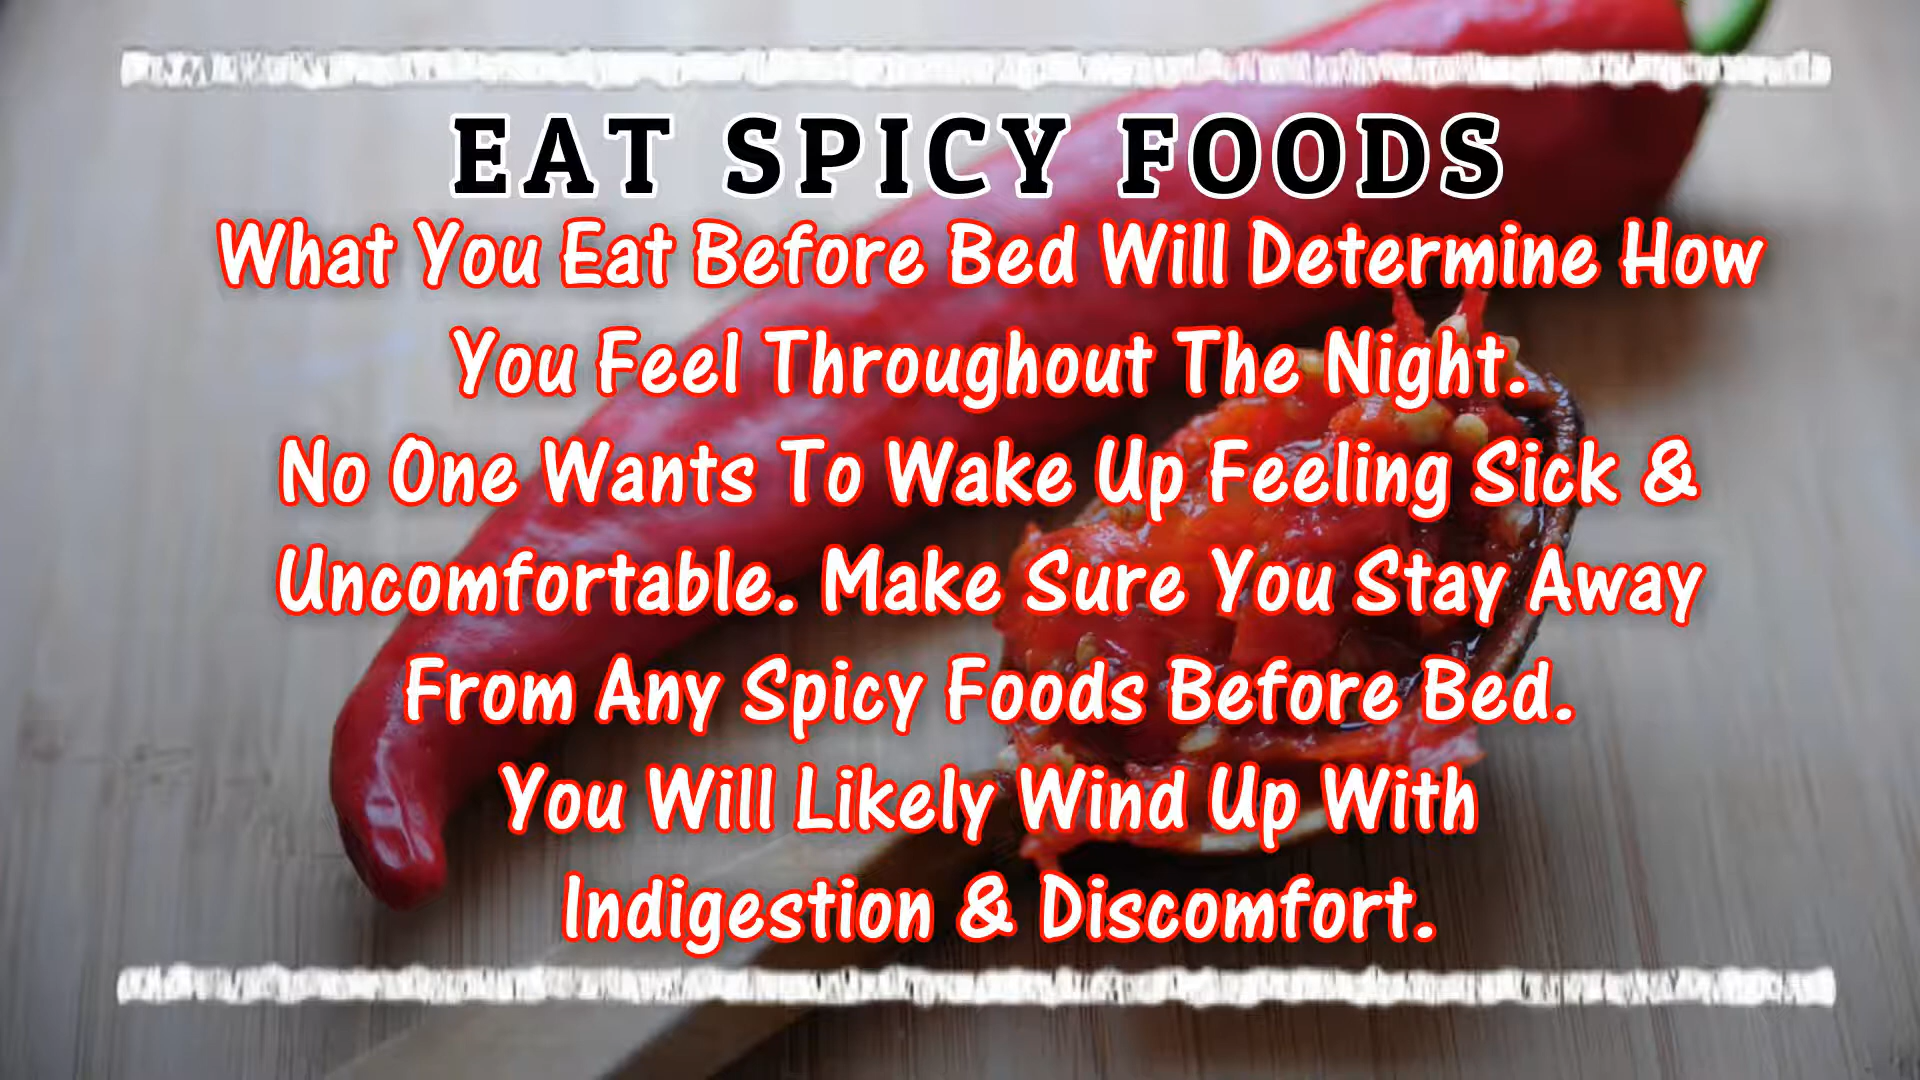 EAT SPICY FOODS
What You Eat Before Bed Will Determine How
You Feel Throughout The Night.
No One Wants To Wake Up Feeling Sick &
Uncomfortable. Make Sure You Stay Away
From Any Spicy Foods Before Bed.
You Will Likely Wind Up With
Indigestion & Discomfort.